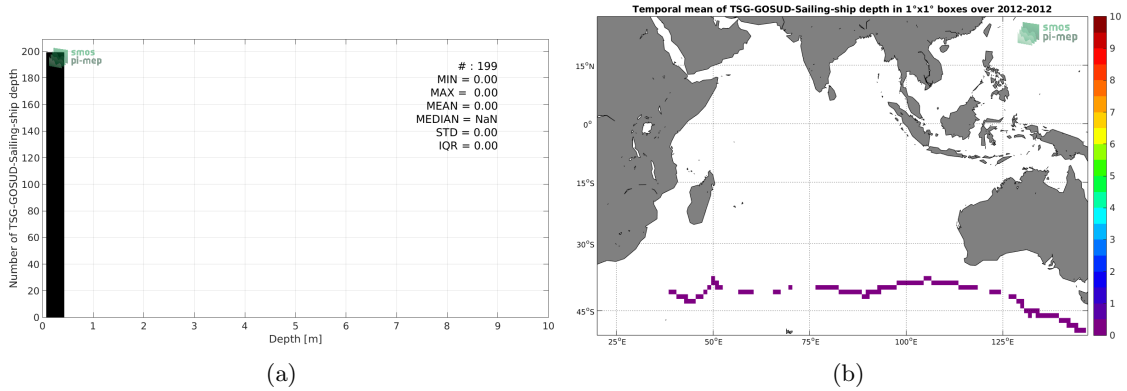 Number of TSG-GOSUD-Sailing-ship depth
200
180
160
140
120
100
80
60
40
20
0
smos
pi-mep
# : 199
MIN = 0.00
MAX = 0.00
MEAN = 0.00
MEDIAN = NaN
STD = 0.00
IQR = 0.00
0 1 2 3 4 5 6 7 8 9 10
Depth [m]
(a)
Temporal mean of TSG-GOSUD-Sailing-ship depth in 1°x1° boxes over 2012-2012
smos
pi-mep
15°N
0°
15°S
30°S
45°S
25°E 50°E 75°E 100°E 125°E
10
9
8
7
6
5
4
3
2
1
0
(b)